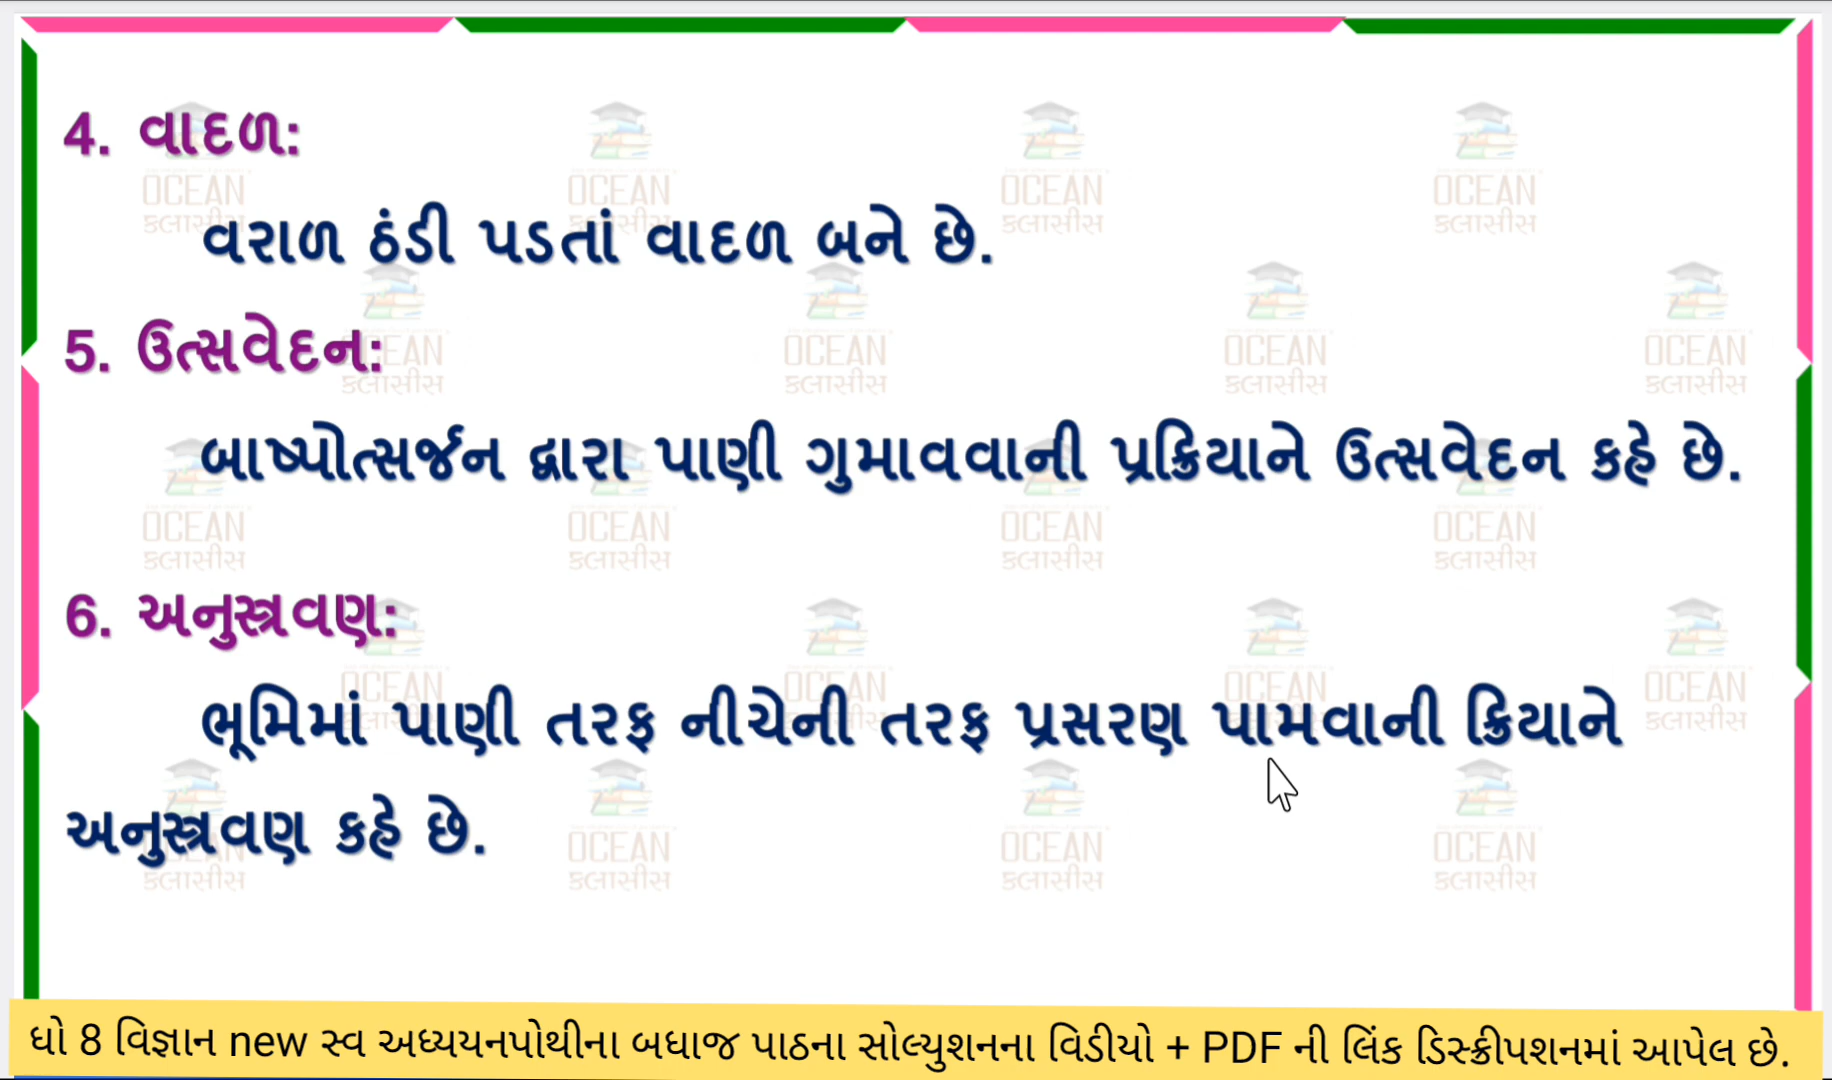 4. વાદળ:
વરાળ ઠંડી પડતાં વાદળ બને છે.
5. ઉત્સવેદન:
બાષ્પોત્સર્જન દ્વારા પાણી ગુમાવવાની પ્રક્રિયાને ઉત્સવેદન કહે છે.
6. અનુસ્ત્રવણ:
ભૂમિમાં પાણી તરફ નીચેની તરફ પ્રસરણ પામવાની ક્રિયાને
અનુસ્ત્રવણ કહે છે.
OCEAN
ક્લાસીસ
ધો 8 વિજ્ઞાન new સ્વ અધ્યયનપોથીના બધાજ પાઠના સોલ્યુશનના વિડીયો + PDF ની લિંક ડિસ્ક્રીપશનમાં આપેલ છે.